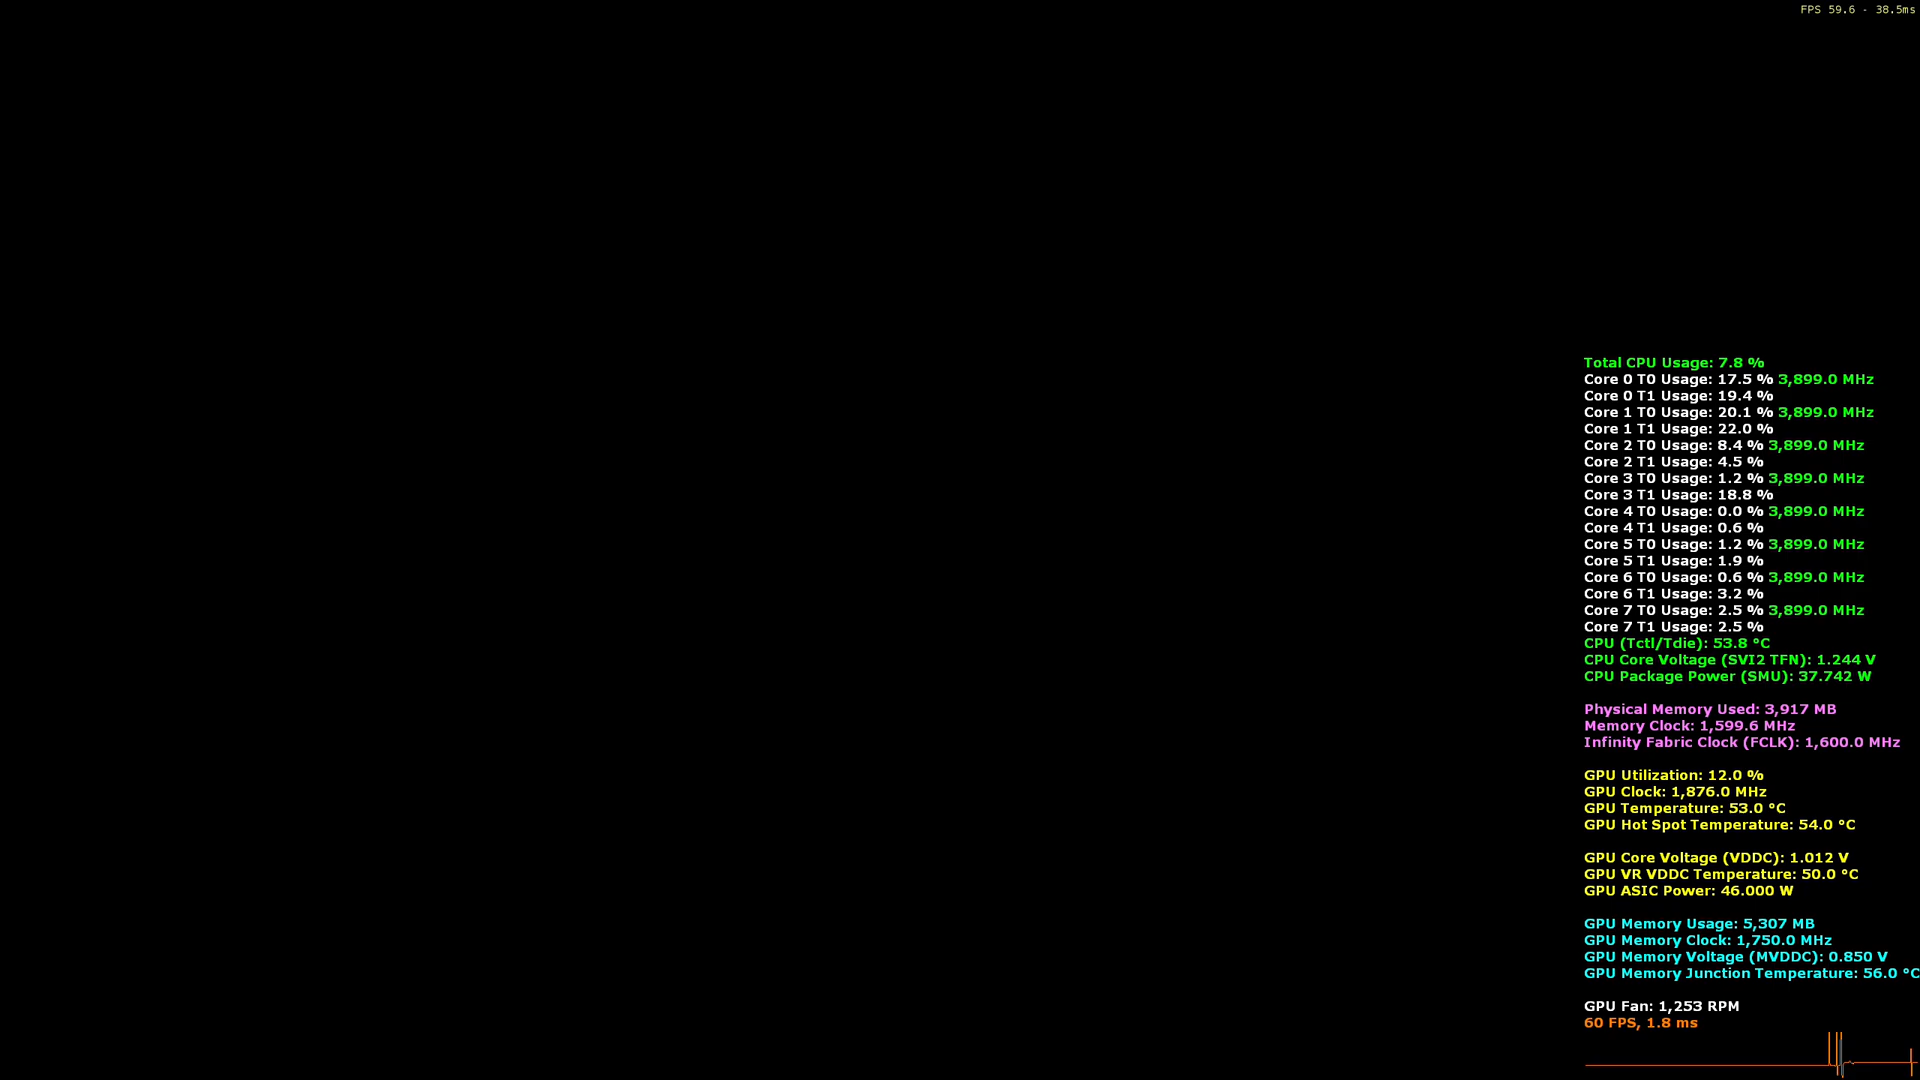 FPS 59.6 - 38.5ms
Total CPU Usage: 7.8 %
Core 0 T0 Usage: 17.5 % 3,899.0 MHz
Core 0 T1 Usage: 19.4 %
Core 1 T0 Usage: 20.1 % 3,899.0 MHz
Core 1 T1 Usage: 22.0 %
Core 2 T0 Usage: 8.4 % 3,899.0 MHz
Core 2 T1 Usage: 4.5 %
Core 3 T0 Usage: 1.2 % 3,899.0 MHz
Core 3 T1 Usage: 18.8 %
Core 4 T0 Usage: 0.0 % 3,899.0 MHz
Core 4 T1 Usage: 0.6 %
Core 5 T0 Usage: 1.2 % 3,899.0 MHz
Core 5 T1 Usage: 1.9 %
Core 6 T0 Usage: 0.6 % 3,899.0 MHz
Core 6 T1 Usage: 3.2 %
Core 7 T0 Usage: 2.5 % 3,899.0 MHz
Core 7 T1 Usage: 2.5 %
CPU (Tctl/Tdie): 53.8 °C
CPU Core Voltage (SVI2 TFN): 1.244 V
CPU Package Power (SMU): 37.742 W
Physical Memory Used: 3,917 MB
Memory Clock: 1,599.6 MHz
Infinity Fabric Clock (FCLK): 1,600.0 MHz
GPU Utilization: 12.0 %
GPU Clock: 1,876.0 MHz
GPU Temperature: 53.0 °C
GPU Hot Spot Temperature: 54.0 °C
GPU Core Voltage (VDDC): 1.012 V
GPU VR VDDC Temperature: 50.0 °C
GPU ASIC Power: 46.000 W
GPU Memory Usage: 5,307 MB
GPU Memory Clock: 1,750.0 MHz
GPU Memory Voltage (MVDDC): 0.850 V
GPU Memory Junction Temperature: 56.0 °C
GPU Fan: 1,253 RPM
60 FPS, 1.8 ms